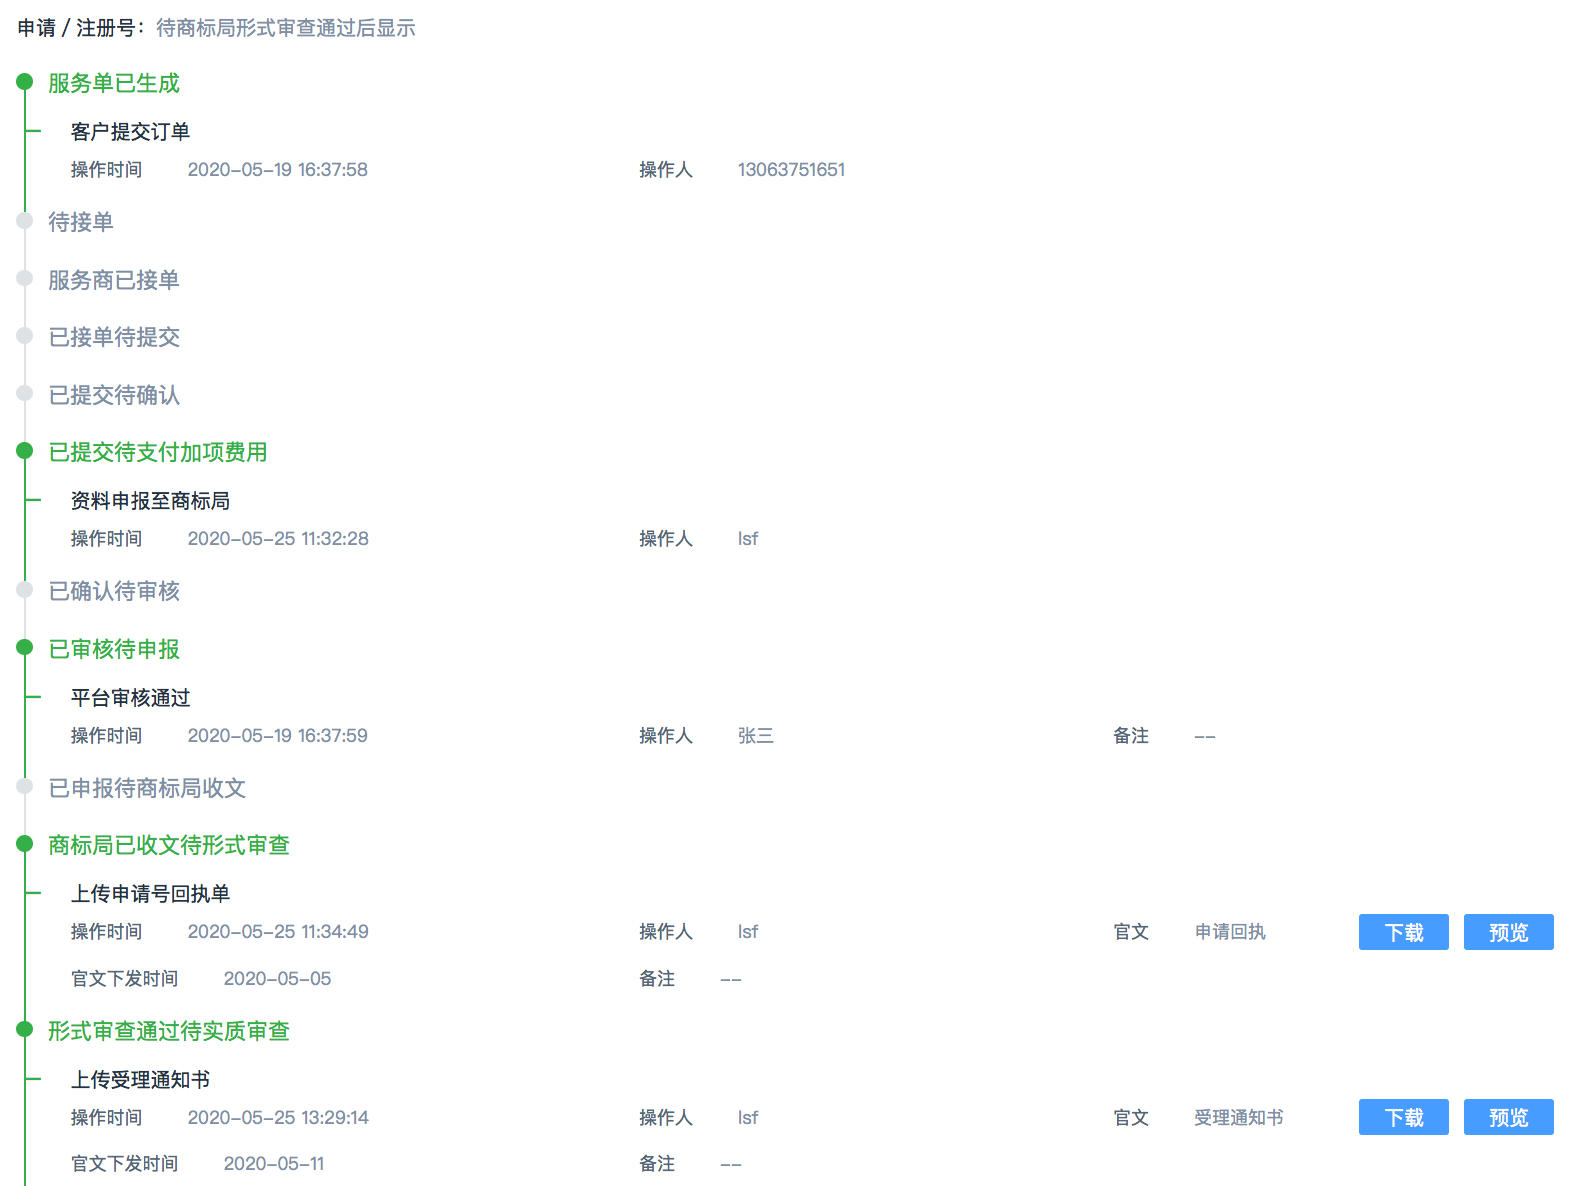 申请 / 注册号： 待商标局形式审查通过后显示
服务单已生成
客户提交订单
操作时间 2020-05-19 16:37:58 操作人 13063751651
待接单
服务商已接单
已接单待提交
已提交待确认
已提交待支付加项费用
资料申报至商标局
操作时间 2020-05-25 11:32:28 操作人 lsf
已确认待审核
已审核待申报
平台审核通过
操作时间 2020-05-19 16:37:59 操作人 张三 备注 --
已申报待商标局收文
商标局已收文待形式审查
上传申请号回执单
操作时间 2020-05-25 11:34:49 操作人 lsf 官文 申请回执 下载 预览
官文下发时间 2020-05-05 备注 --
形式审查通过待实质审查
上传受理通知书
操作时间 2020-05-25 13:29:14 操作人 lsf 官文 受理通知书 下载 预览
官文下发时间 2020-05-11 备注 --